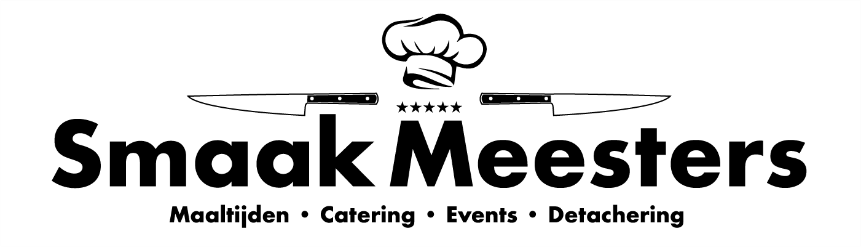 Smaak Meesters
Maaltijden • Catering • Events • Detachering